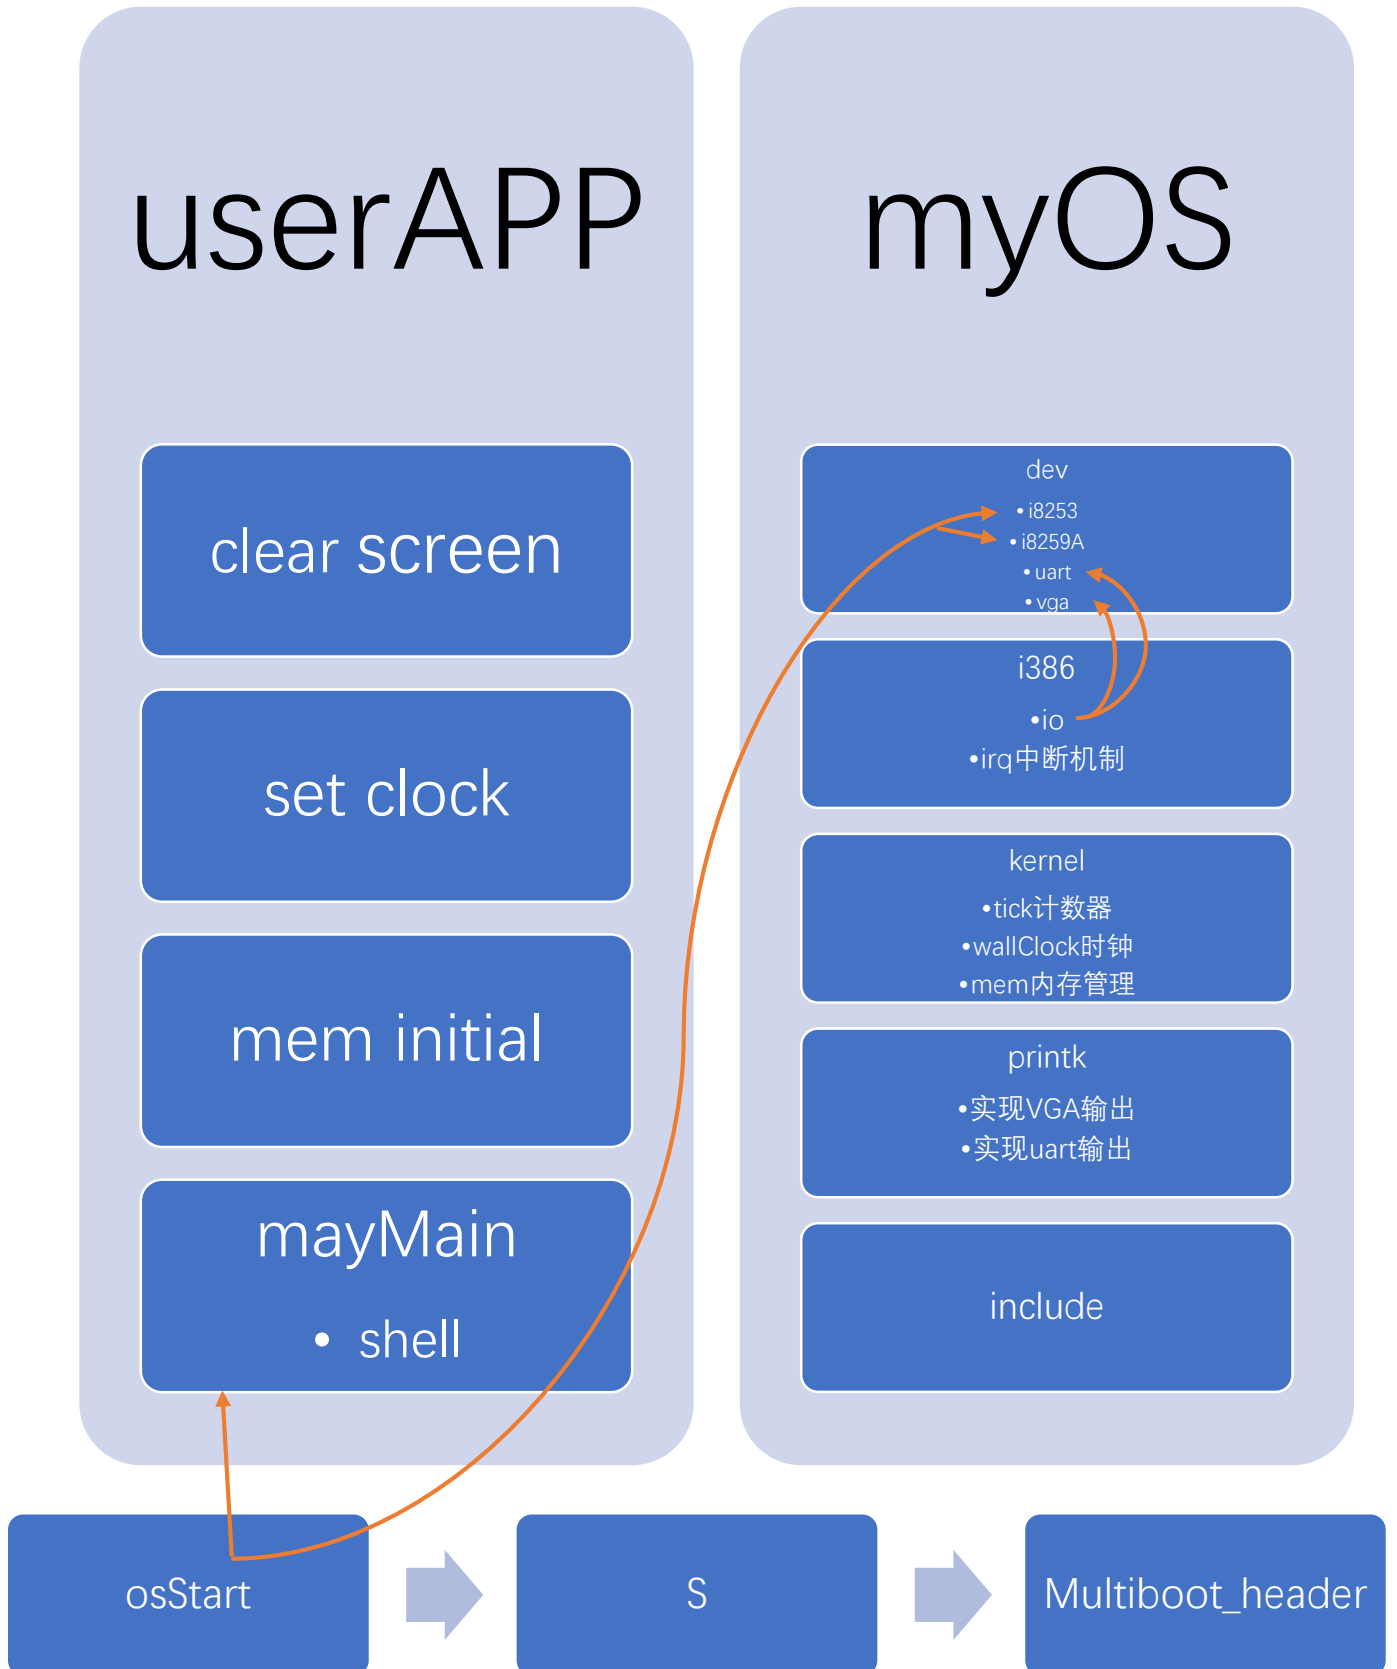 userAPP
clear screen
set clock
mem initial
mayMain
• shell
myOS
dev
• i8253
• i8259A
• uart
• vga
i386
•io
•irq中断机制
kernel
•tick计数器
•wallClock时钟
•mem内存管理
printk
•实现VGA输出
•实现uart输出
include
osStart
S
Multiboot_header